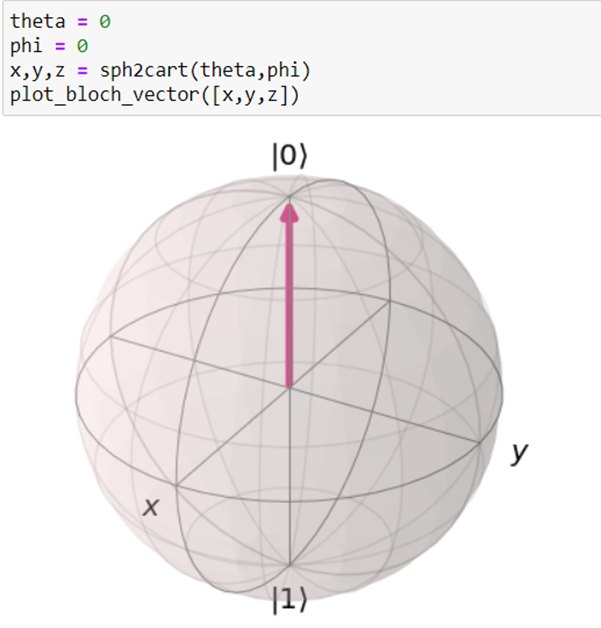 theta = 0
phi = 0
x,y,z = sph2cart(theta,phi)
plot_bloch_vector([x,y,z])
|0⟩
y
x
|1⟩